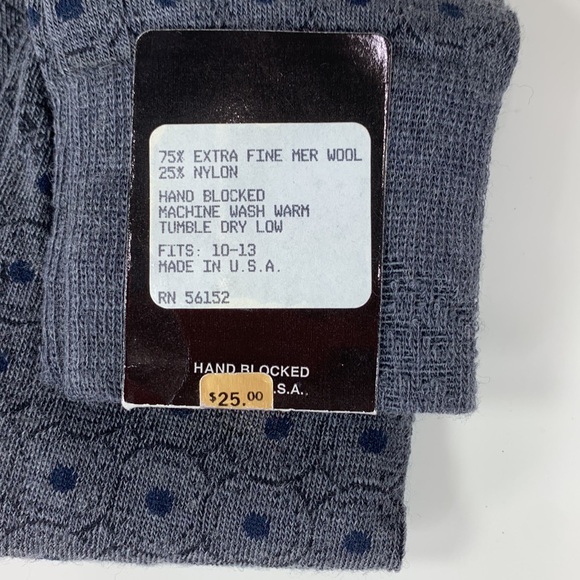 75% EXTRA FINE MER WOOL
25% NYLON
HAND BLOCKED
MACHINE WASH WARM
TUMBLE DRY LOW
FITS: 10-13
MADE IN U.S.A.
RN 56152
HAND BLOCKED
.S.A.
$25.00